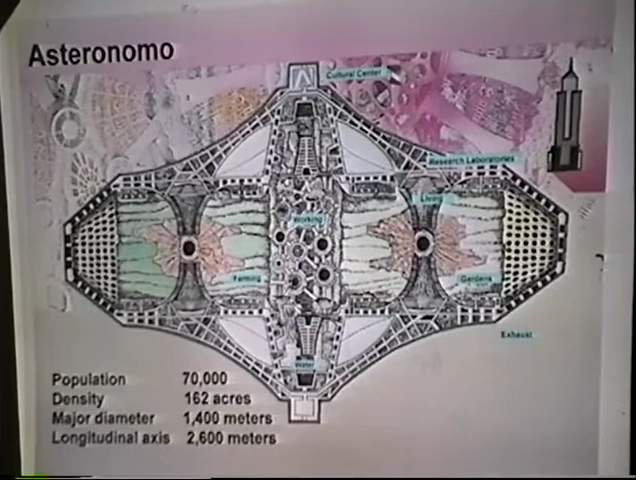 Asteronomo
Cultural Center
Research Laboratories
Living
Working
Farming
Gardens
Exhaust
Water
Population 70,000
Density 162 acres
Major diameter 1,400 meters
Longitudinal axis 2,600 meters